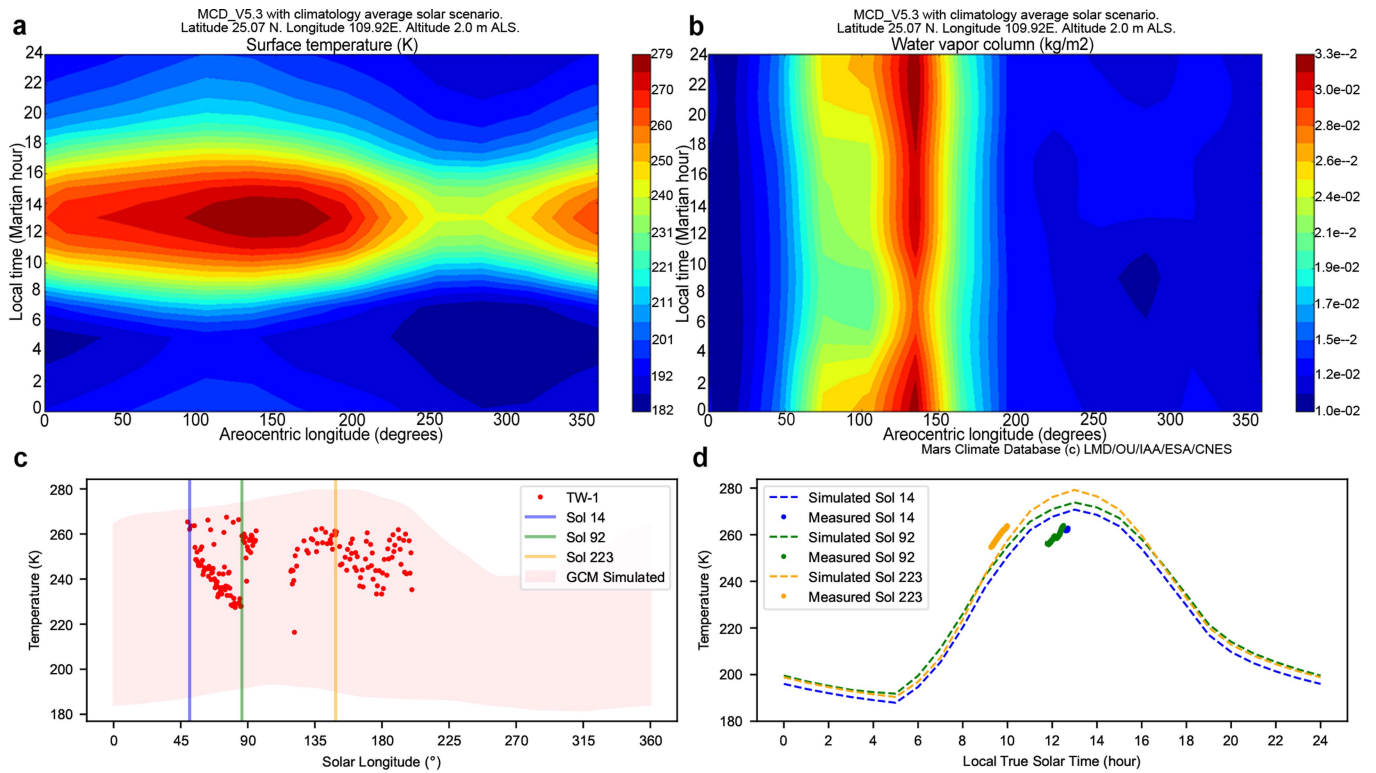 a
MCD_V5.3 with climatology average solar scenario.
Latitude 25.07 N. Longitude 109.92E. Altitude 2.0 m ALS.
Surface temperature (K)
24
22
20
18
16
14
12
10
8
6
4
2
0
Local time (Martian hour)
0
50
100
150
200
250
300
350
Areocentric longitude (degrees)
279
270
260
250
240
231
221
211
201
192
182
b
MCD_V5.3 with climatology average solar scenario.
Latitude 25.07 N. Longitude 109.92E. Altitude 2.0 m ALS.
Water vapor column (kg/m2)
24
22
20
18
16
14
12
10
8
6
4
2
0
Local time (Martian hour)
0
50
100
150
200
250
300
350
Areocentric longitude (degrees)
Mars Climate Database (c) LMD/OU/IAA/ESA/CNES
3.3e-2
3.0e-02
2.8e-02
2.6e-2
2.4e-02
2.1e-02
1.9e-02
1.7e-02
1.5e-02
1.2e-02
1.0e-02
c
280
260
240
220
200
180
Temperature (K)
0
45
90
135
180
225
270
315
360
Solar Longitude (°)
TW-1
Sol 14
Sol 92
Sol 223
GCM Simulated
d
280
260
240
220
200
180
Temperature (K)
0
2
4
6
8
10
12
14
16
18
20
22
24
Local True Solar Time (hour)
Simulated Sol 14
Measured Sol 14
Simulated Sol 92
Measured Sol 92
Simulated Sol 223
Measured Sol 223